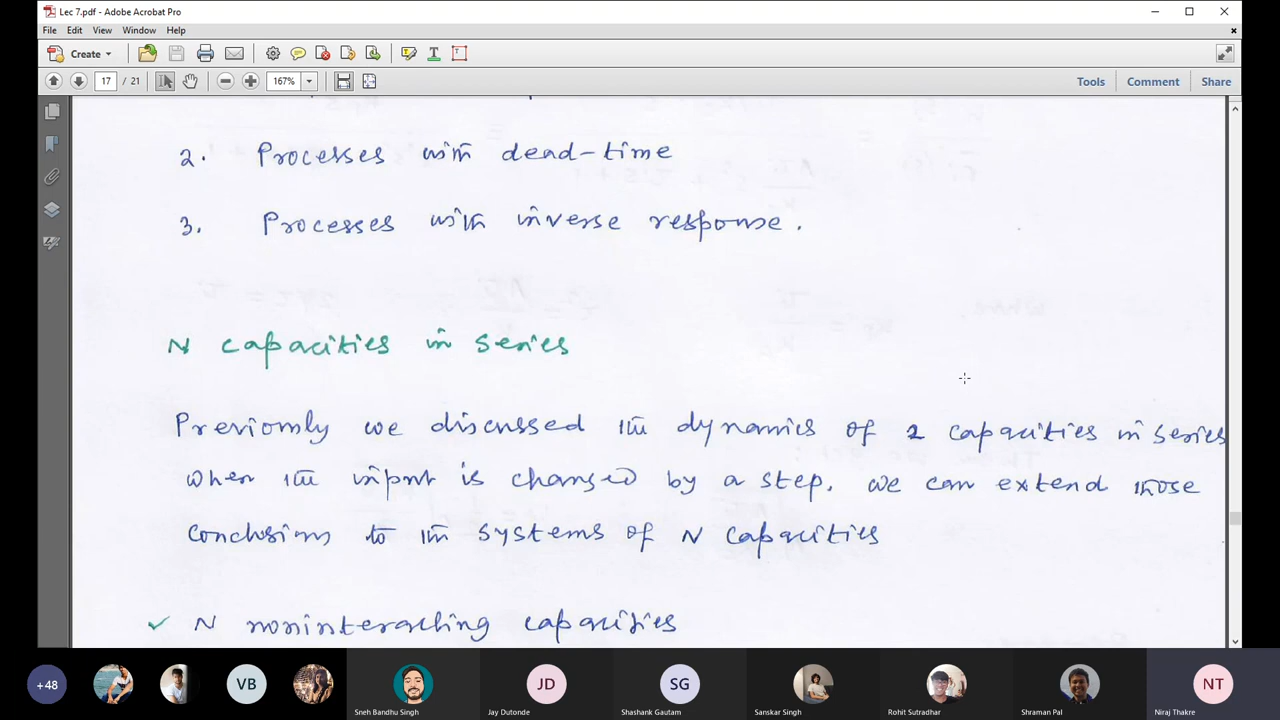 Lec 7.pdf - Adobe Acrobat Pro
File Edit View Window Help
Create
17 / 21 167% Tools Comment Share
2. Processes with dead-time
3. Processes with inverse response.
N capacities in series
Previously we discussed the dynamics of 2 capacities in series
when the input is changed by a step. we can extend those
conclusions to the systems of N capacities
✓ N noninteracting capacities
+48 VB JD SG NT
Sneh Bandhu Singh Jay Dutonde Shashank Gautam Sanskar Singh Rohit Sutradhar Shraman Pal Niraj Thakre